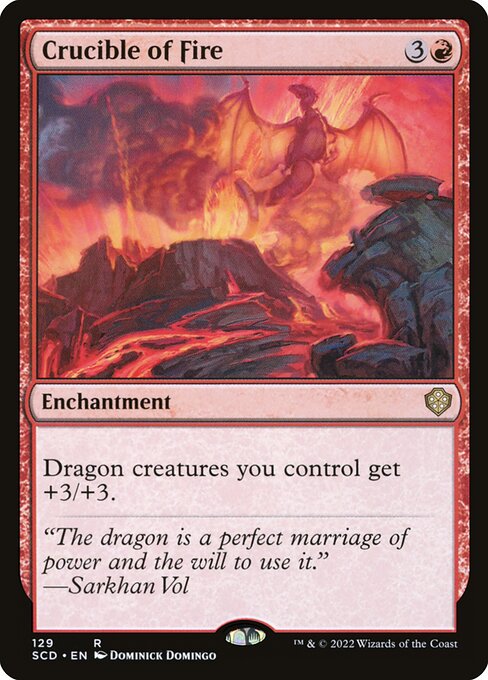 Crucible of Fire 3
Enchantment
Dragon creatures you control get
+3/+3.
“The dragon is a perfect marriage of
power and the will to use it.”
—Sarkhan Vol
129 R
SCD • EN Dominick Domingo
™ & © 2022 Wizards of the Coast